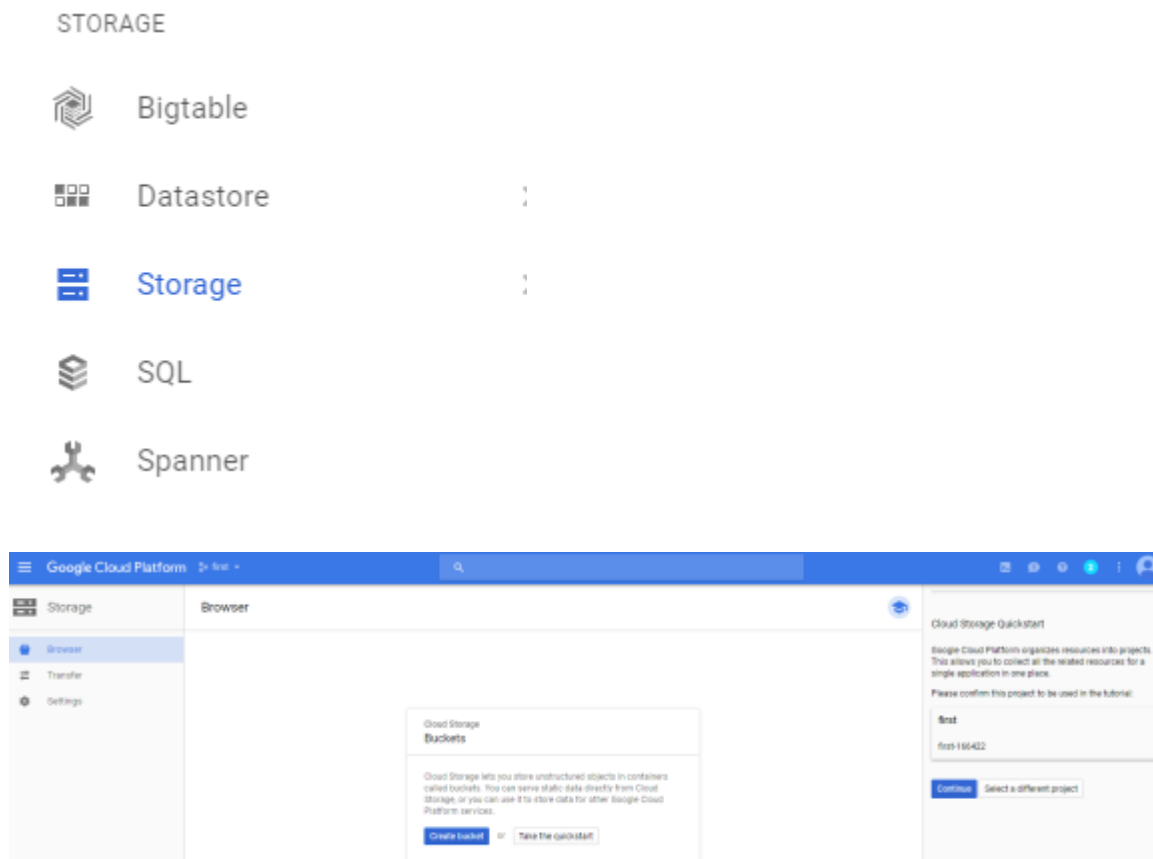 STORAGE
Bigtable
Datastore
Storage
SQL
Spanner
Google Cloud Platform first
Storage
Browser
Cloud Storage Quickstart
Browser
Google Cloud Platform organizes resources into projects.
This allows you to collect all the related resources for a
single application in one place.
Transfer
Settings
Please confirm this project to be used in the tutorial:
first
first-166422
Continue Select a different project
Cloud Storage
Buckets
Cloud Storage lets you store unstructured objects in containers
called buckets. You can serve static data directly from Cloud
Storage, or you can use it to store data for other Google Cloud
Platform services.
Create bucket or Take the quickstart